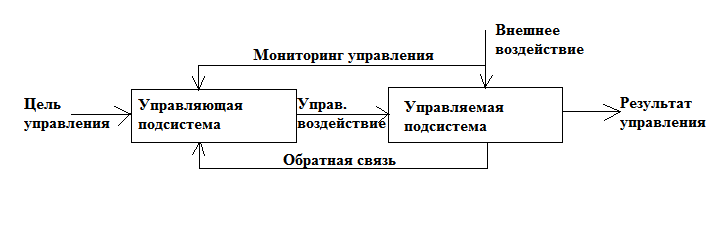 Внешнее
воздействие
Мониторинг управления
Цель
управления
Управляющая
подсистема
Управ.
воздействие
Управляемая
подсистема
Результат
управления
Обратная связь